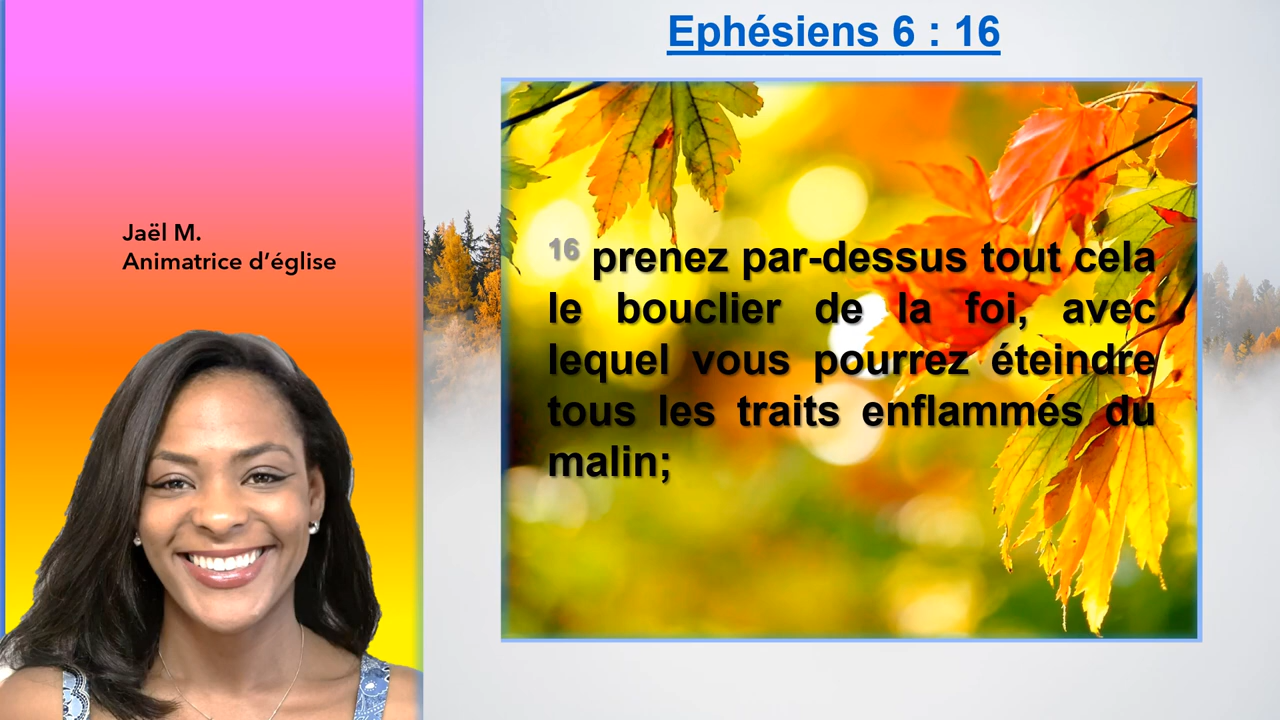 Jaël M.
Animatrice d’église
Ephésiens 6 : 16
16 prenez par-dessus tout cela
le bouclier de la foi, avec
lequel vous pourrez éteindre
tous les traits enflammés du
malin;